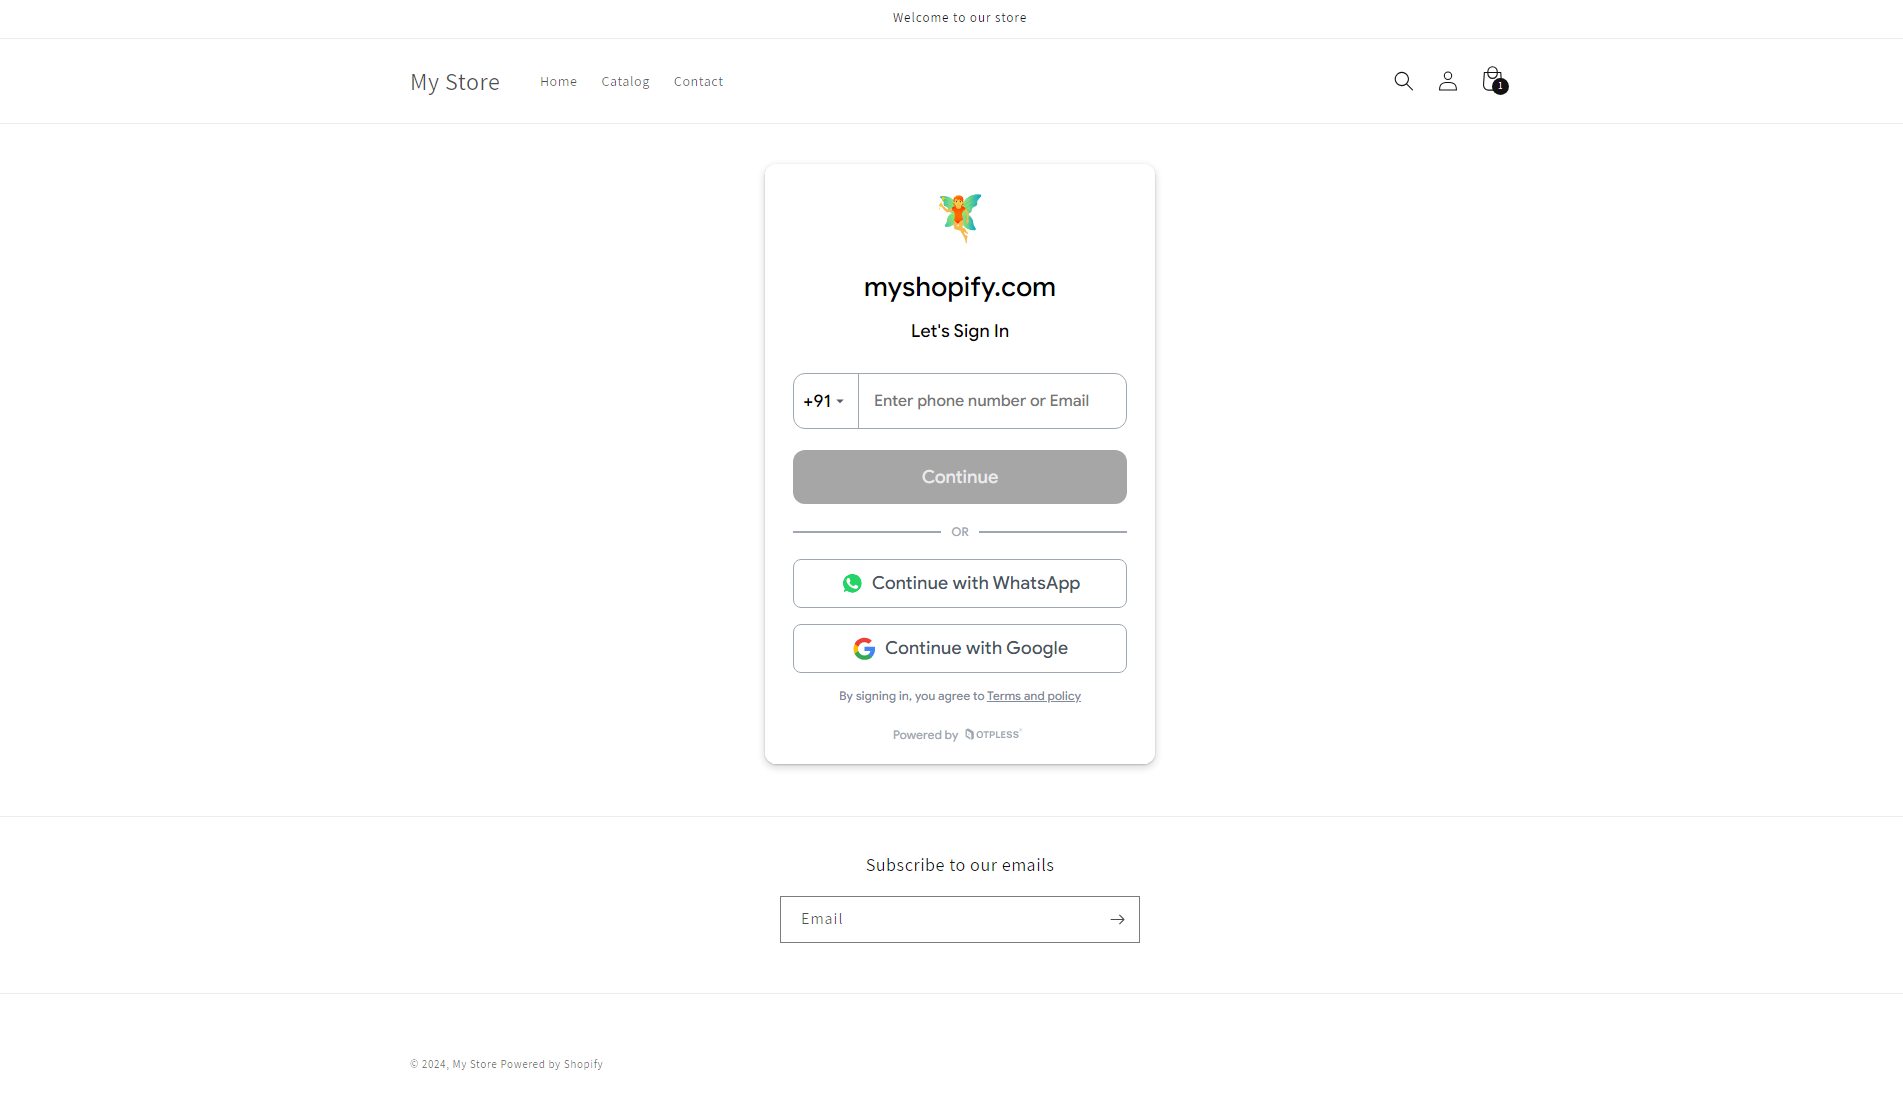 Welcome to our store
My Store
Home Catalog Contact
1
myshopify.com
Let's Sign In
+91 Enter phone number or Email
Continue
OR
Continue with WhatsApp
Continue with Google
By signing in, you agree to Terms and policy
Powered by OTPLESS
Subscribe to our emails
Email
© 2024, My Store Powered by Shopify